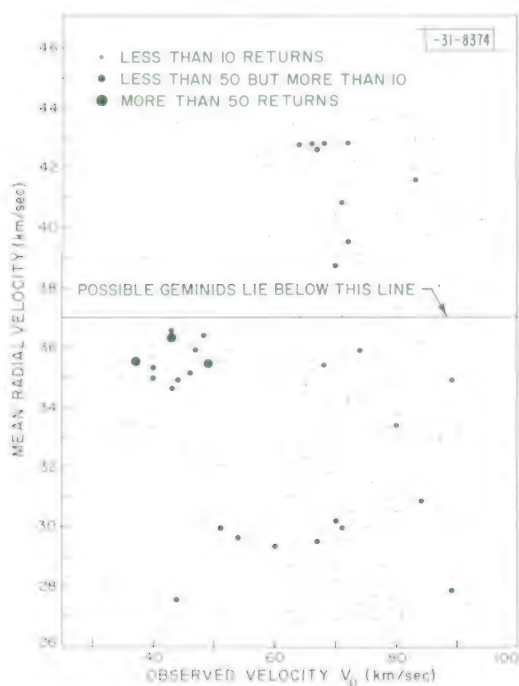 -31-8374
LESS THAN 10 RETURNS
LESS THAN 50 BUT MORE THAN 10
MORE THAN 50 RETURNS
POSSIBLE GEMINIDS LIE BELOW THIS LINE
MEAN RADIAL VELOCITY (km/sec)
46
44
42
40
38
36
34
32
30
28
26
40
60
80
100
OBSERVED VELOCITY V₀ (km/sec)